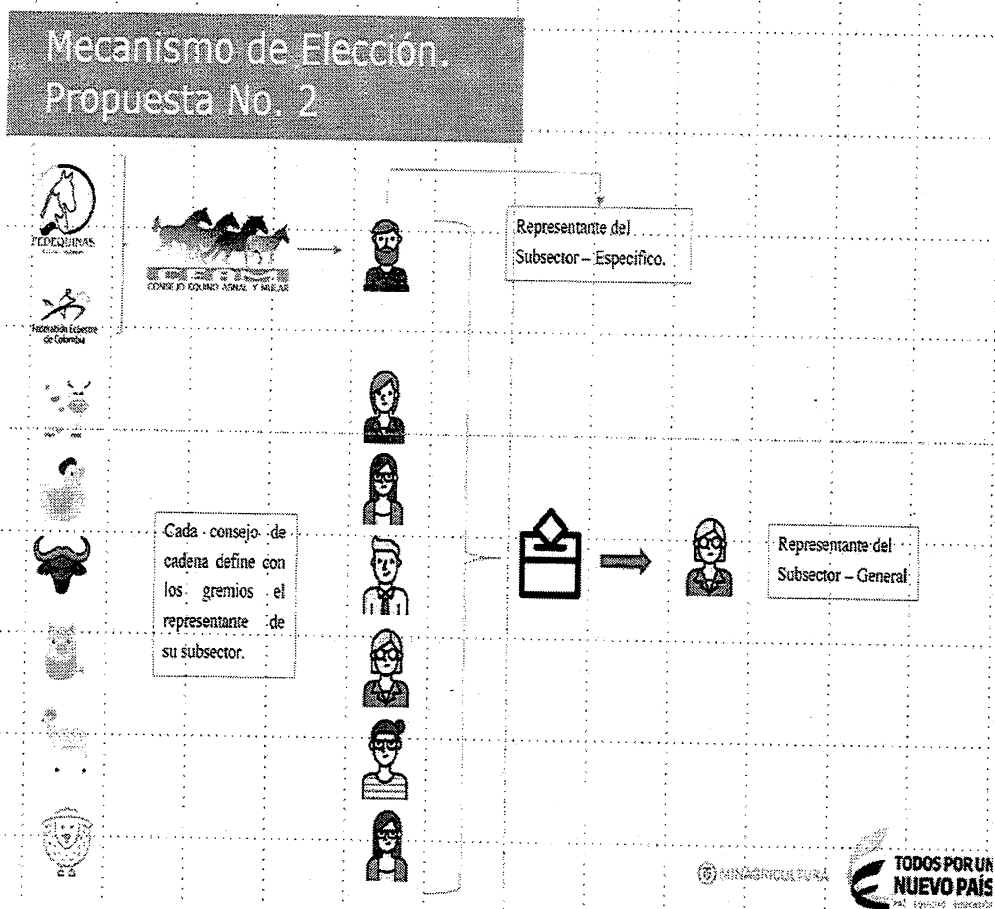 Mecanismo de Elección.
Propuesta No. 2
FEDEQUINAS
CEAM
CONSEJO EQUINO ASNAL Y MULAR
Federación Ecuestre
de Colombia
Representante del
Subsector – Específico.
Cada consejo de
cadena define con
los gremios el
representante de
su subsector.
Representante del
Subsector – General
MINAGRICULTURA
TODOS POR UN
NUEVO PAÍS